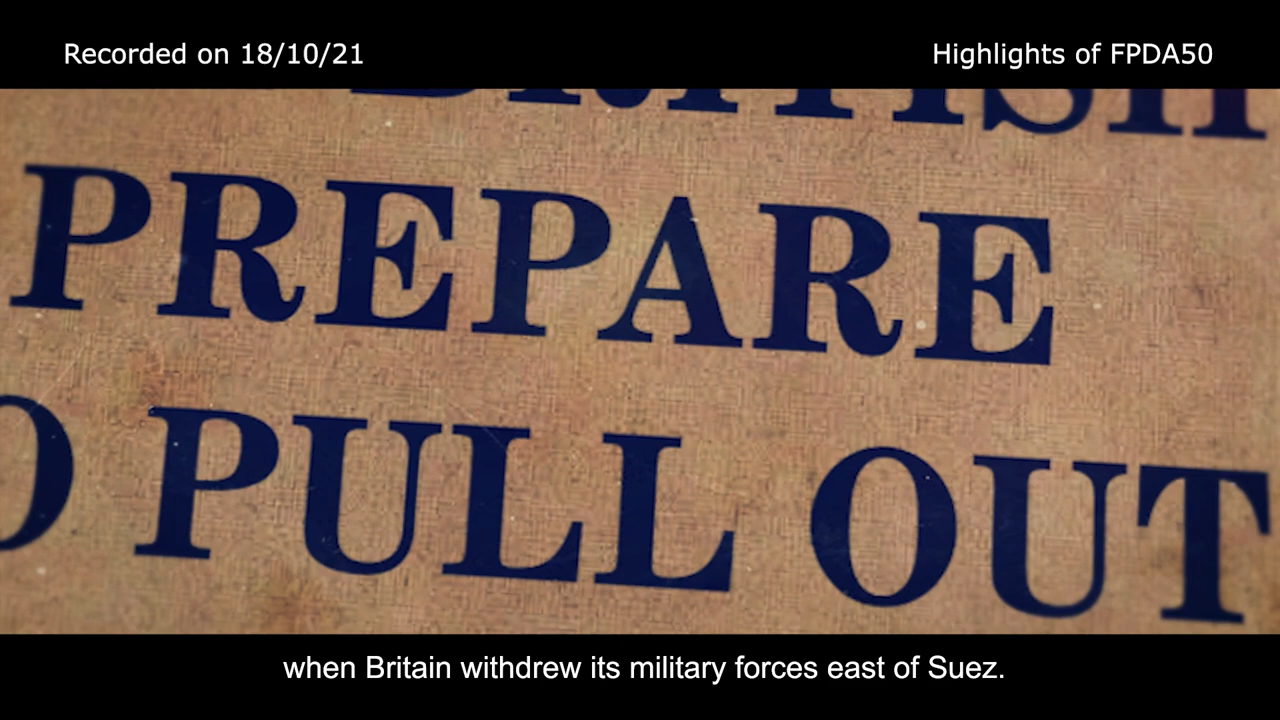 Recorded on 18/10/21
Highlights of FPDA50
BRITISH
PREPARE
O PULL OUT
when Britain withdrew its military forces east of Suez.